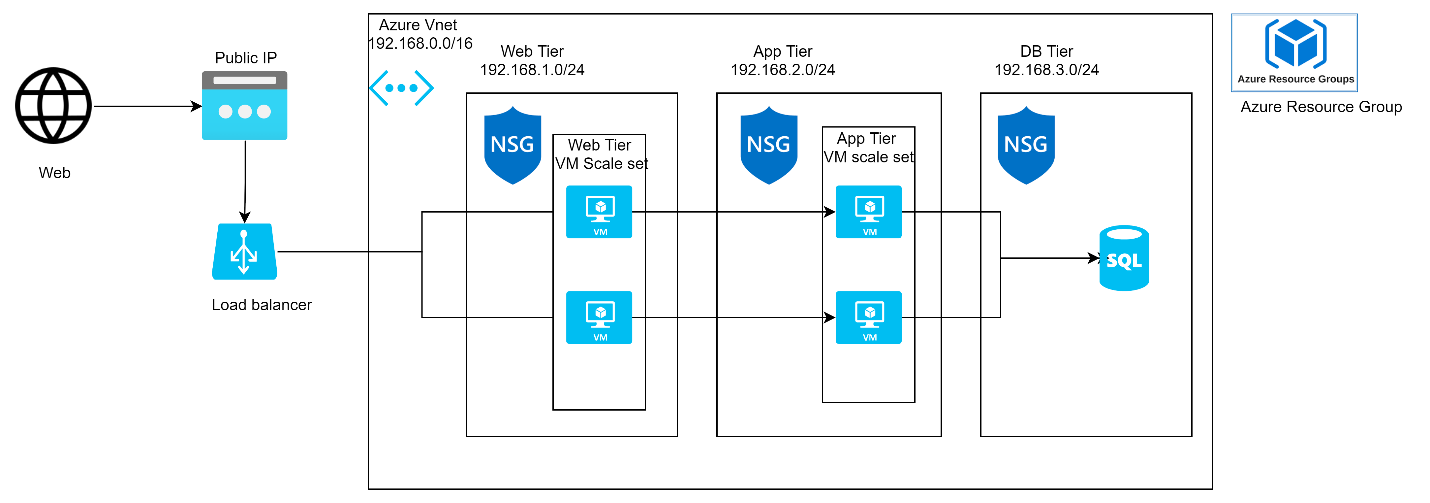 Azure Vnet
192.168.0.0/16
Azure Resource Groups
Azure Resource Group
Public IP
Web
Load balancer
Web Tier
192.168.1.0/24
App Tier
192.168.2.0/24
DB Tier
192.168.3.0/24
NSG
Web Tier
VM Scale set
VM
VM
NSG
App Tier
VM scale set
VM
VM
NSG
SQL